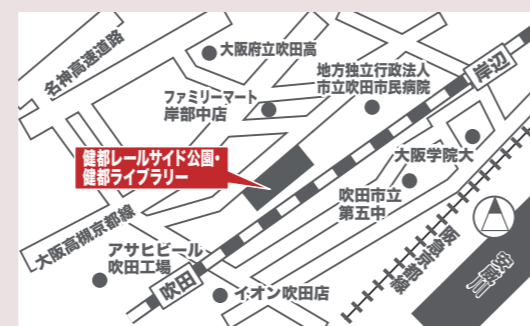 名神高速道路
大阪府立吹田高
地方独立行政法人
市立吹田市民病院
岸辺
ファミリーマート
岸部中店
健都レールサイド公園・
健都ライブラリー
大阪学院大
吹田市立
第五中
大阪高槻京都線
アサヒビール
吹田工場
吹田
イオン吹田店
阪急京都線
安威川